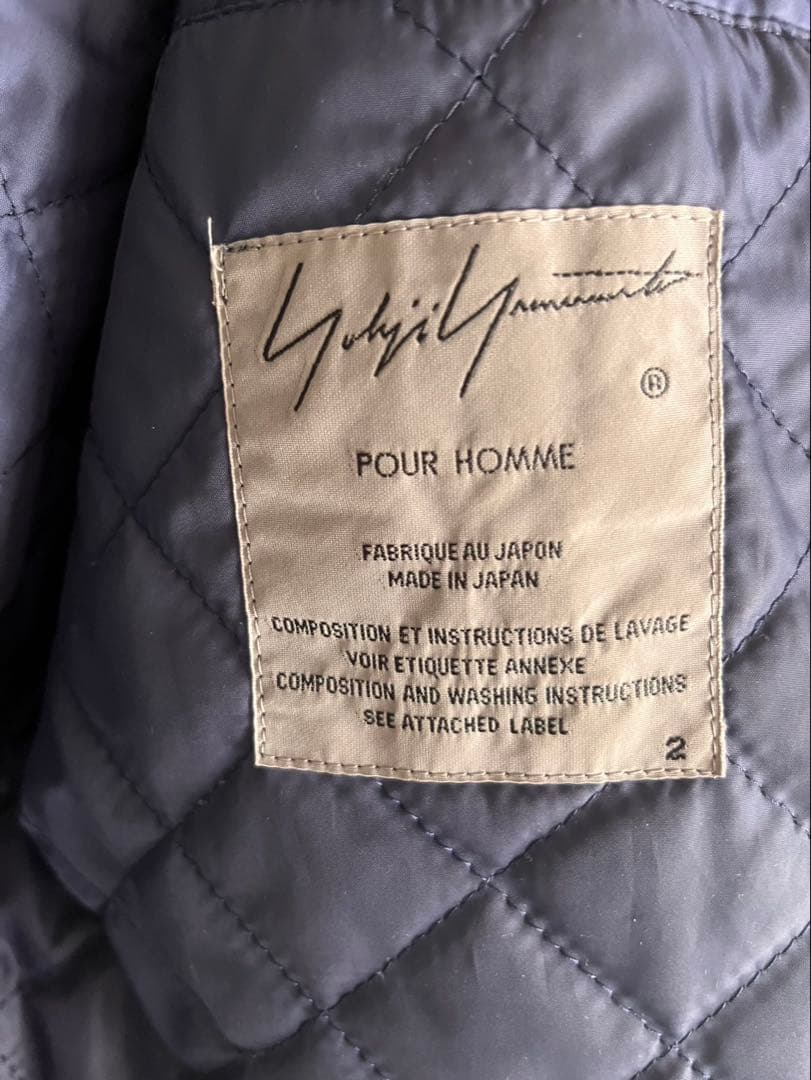 Yohji Yamamoto
®
POUR HOMME
FABRIQUE AU JAPON
MADE IN JAPAN
COMPOSITION ET INSTRUCTIONS DE LAVAGE
VOIR ETIQUETTE ANNEXE
COMPOSITION AND WASHING INSTRUCTIONS
SEE ATTACHED LABEL
2